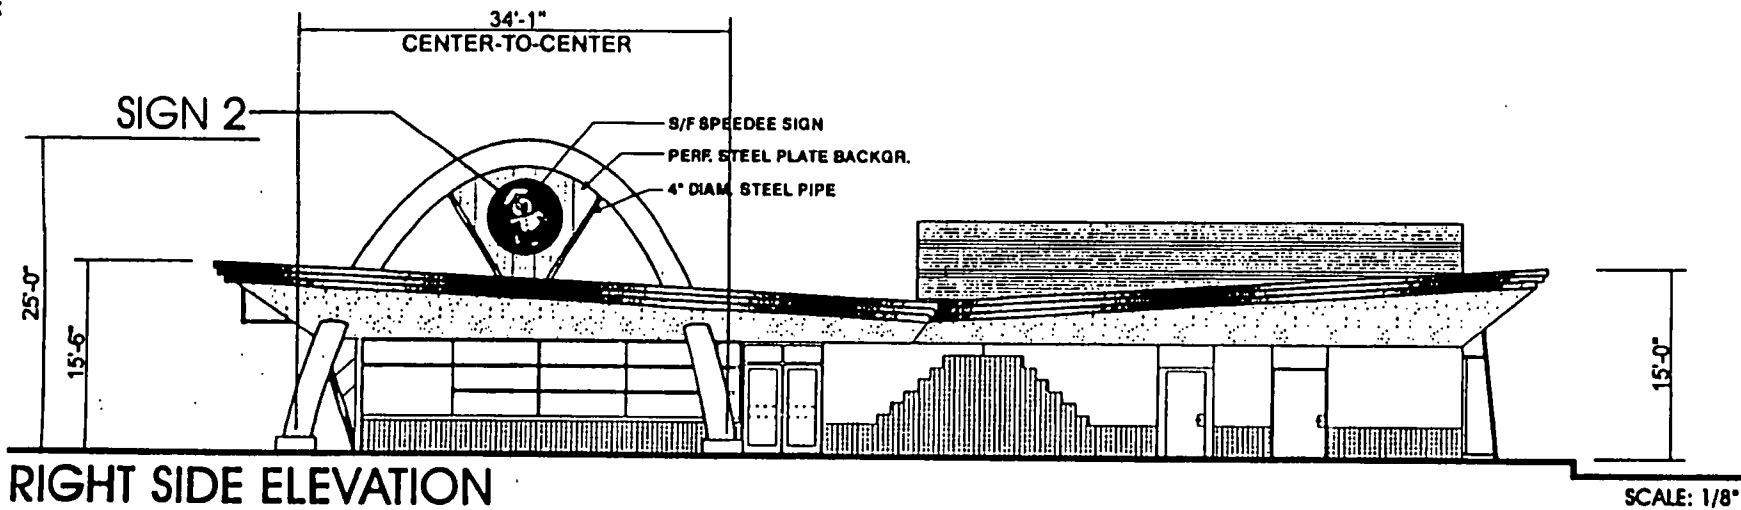 34'-1"
CENTER-TO-CENTER
SIGN 2
S/F SPEEDEE SIGN
PERF. STEEL PLATE BACKGR.
4" DIAM. STEEL PIPE
25'-0"
15'-6"
15'-0"
RIGHT SIDE ELEVATION
SCALE: 1/8"